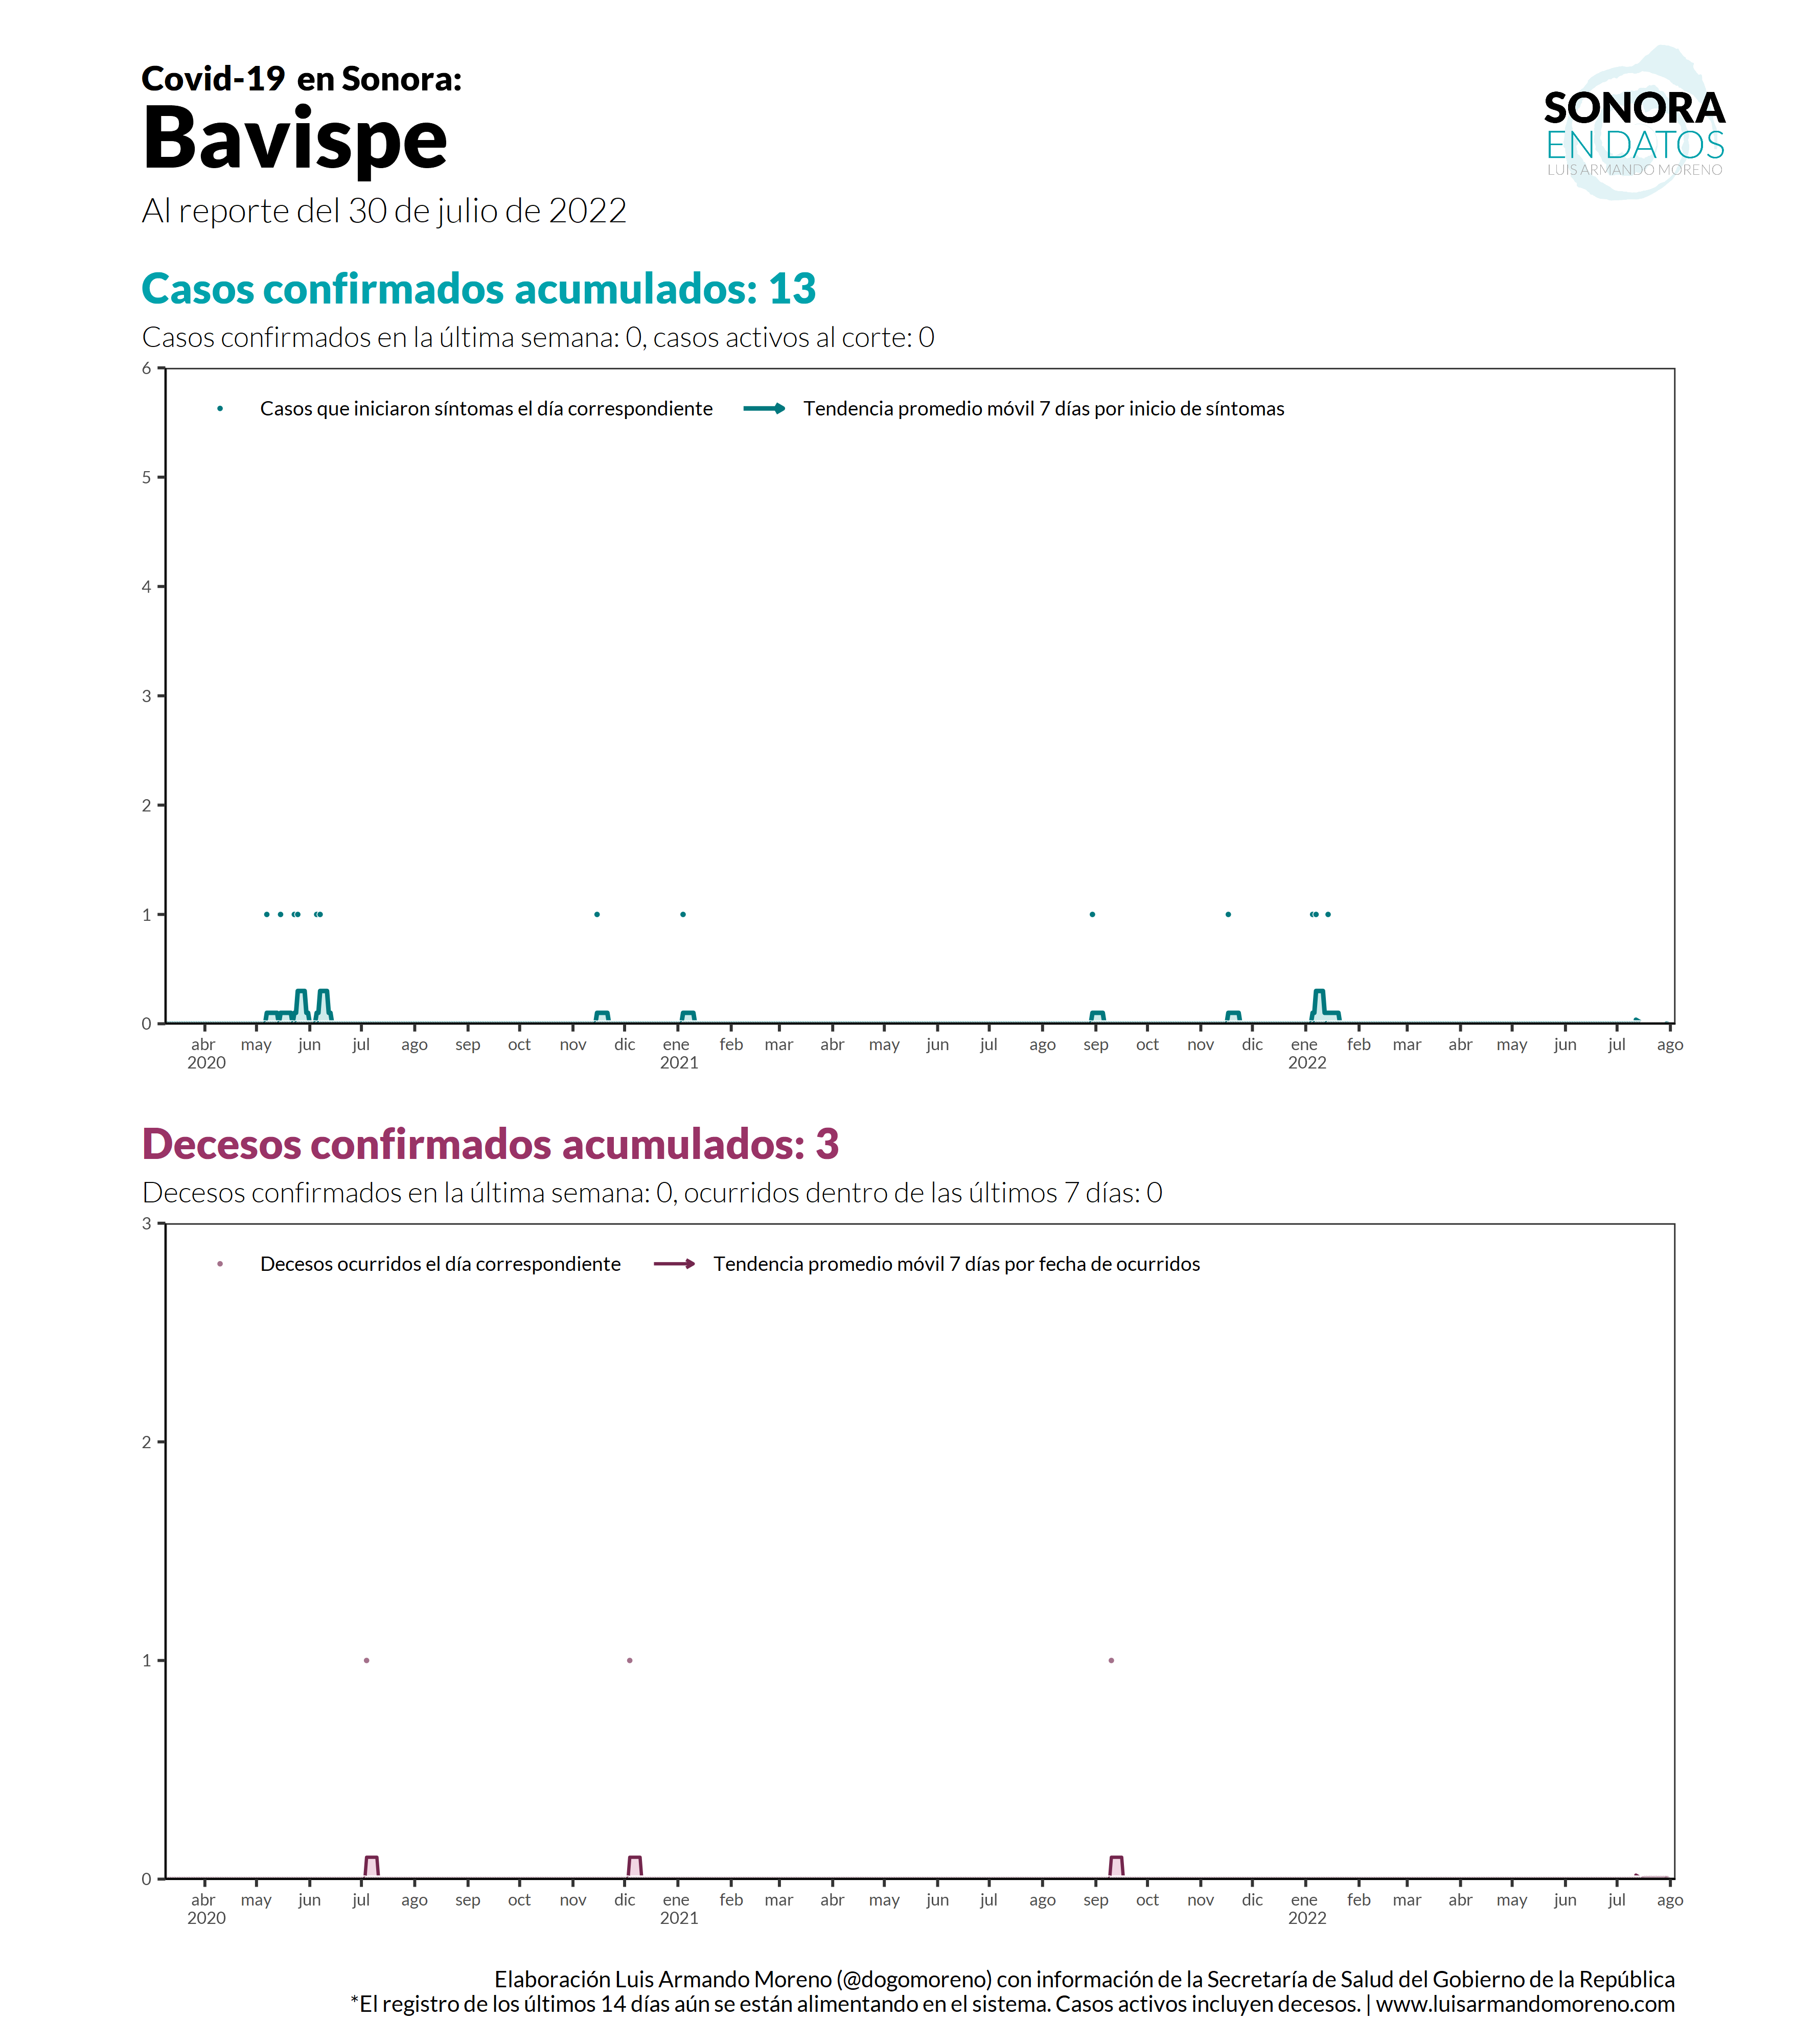 Covid-19 en Sonora:
Bavispe
Al reporte del 30 de julio de 2022
SONORA
EN DATOS
LUIS ARMANDO MORENO
Casos confirmados acumulados: 13
Casos confirmados en la última semana: 0, casos activos al corte: 0
6
Casos que iniciaron síntomas el día correspondiente Tendencia promedio móvil 7 días por inicio de síntomas
5
4
3
2
1
0
abr may jun jul ago sep oct nov dic ene feb mar abr may jun jul ago sep oct nov dic ene feb mar abr may jun jul ago
2020 2021 2022
Decesos confirmados acumulados: 3
Decesos confirmados en la última semana: 0, ocurridos dentro de las últimos 7 días: 0
3
Decesos ocurridos el día correspondiente Tendencia promedio móvil 7 días por fecha de ocurridos
2
1
0
abr may jun jul ago sep oct nov dic ene feb mar abr may jun jul ago sep oct nov dic ene feb mar abr may jun jul ago
2020 2021 2022
Elaboración Luis Armando Moreno (@dogomoreno) con información de la Secretaría de Salud del Gobierno de la República
*El registro de los últimos 14 días aún se están alimentando en el sistema. Casos activos incluyen decesos. | www.luisarmandomoreno.com